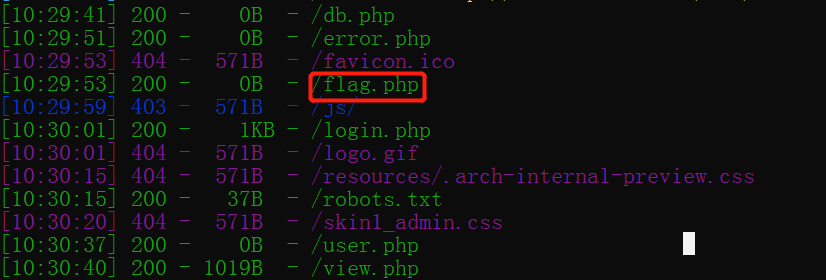 [10:29:41] 200 - 0B - /db.php
[10:29:51] 200 - 0B - /error.php
[10:29:53] 404 - 571B - /favicon.ico
[10:29:53] 200 - 0B - /flag.php
[10:29:59] 403 - 571B - /js/
[10:30:01] 200 - 1KB - /login.php
[10:30:01] 404 - 571B - /logo.gif
[10:30:15] 404 - 571B - /resources/.arch-internal-preview.css
[10:30:15] 200 - 37B - /robots.txt
[10:30:20] 404 - 571B - /skin1_admin.css
[10:30:37] 200 - 0B - /user.php
[10:30:40] 200 - 1019B - /view.php